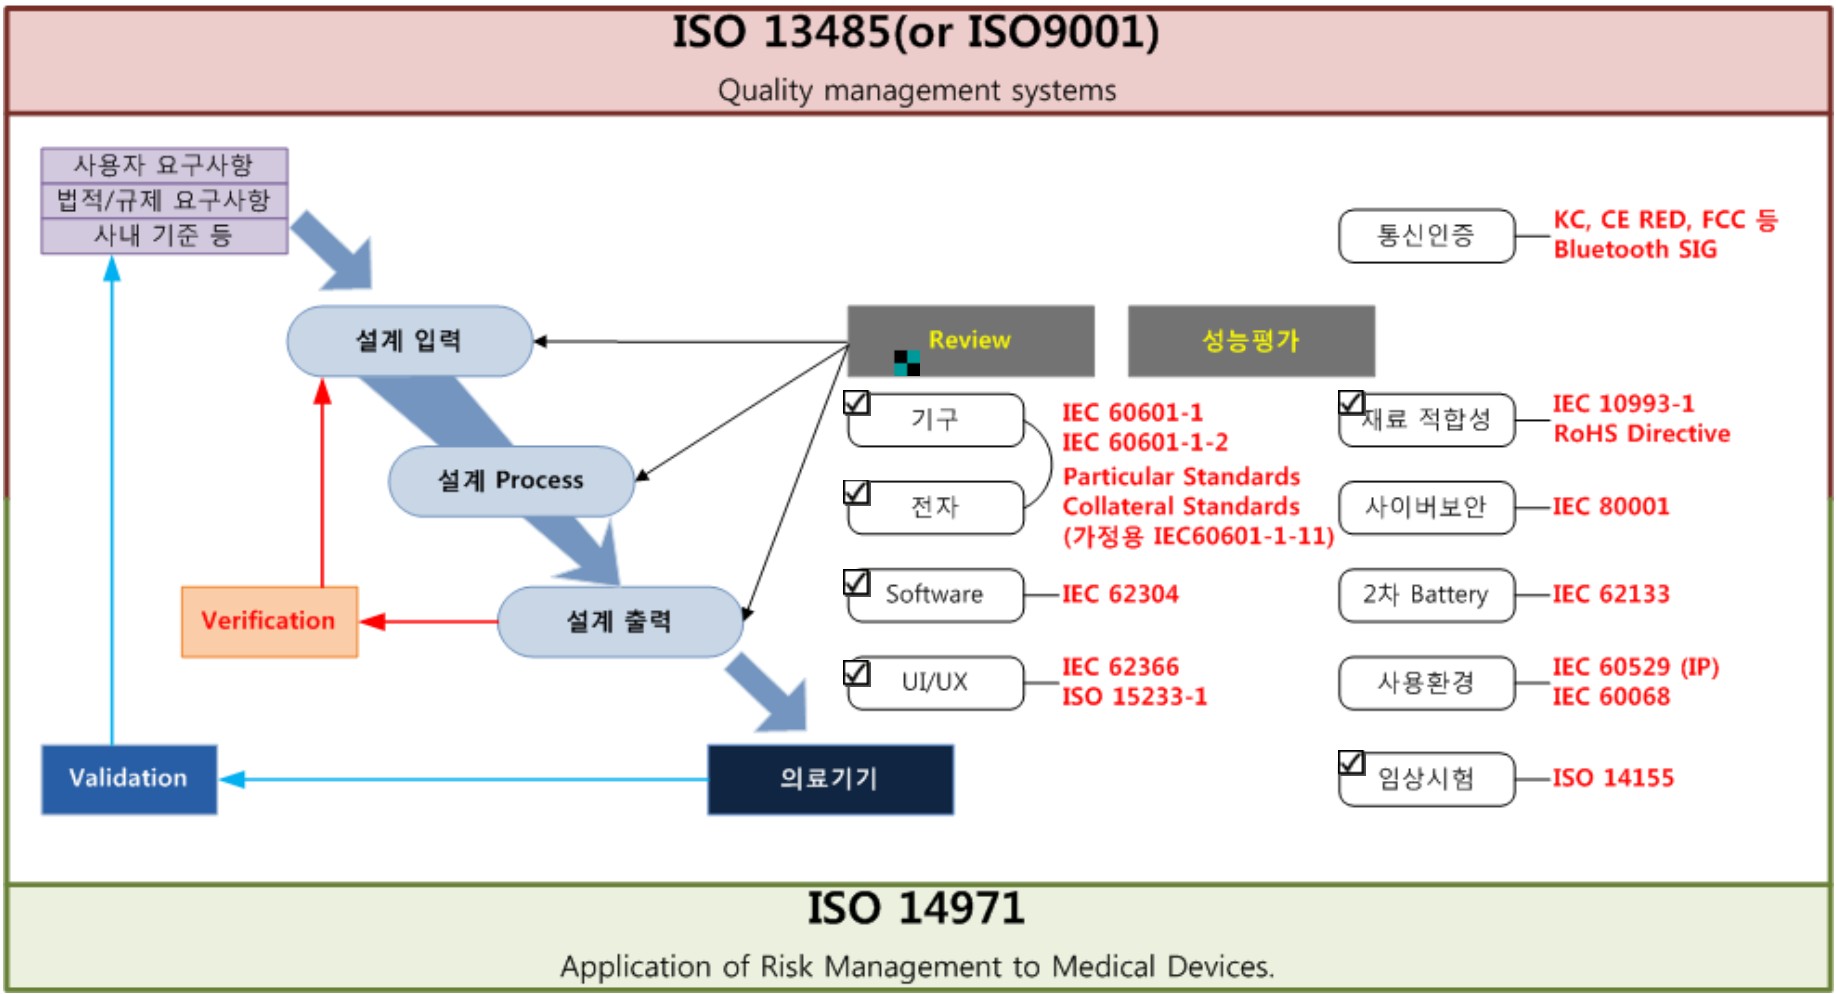 ISO 13485(or ISO9001)
Quality management systems
사용자 요구사항
법적/규제 요구사항
사내 기준 등
설계 입력
설계 Process
설계 출력
Verification
Validation
의료기기
Review
성능평가
기구
전자
IEC 60601-1
IEC 60601-1-2
Particular Standards
Collateral Standards
(가정용 IEC60601-1-11)
Software
IEC 62304
UI/UX
IEC 62366
ISO 15233-1
통신인증
KC, CE RED, FCC 등
Bluetooth SIG
재료 적합성
IEC 10993-1
RoHS Directive
사이버보안
IEC 80001
2차 Battery
IEC 62133
사용환경
IEC 60529 (IP)
IEC 60068
임상시험
ISO 14155
ISO 14971
Application of Risk Management to Medical Devices.